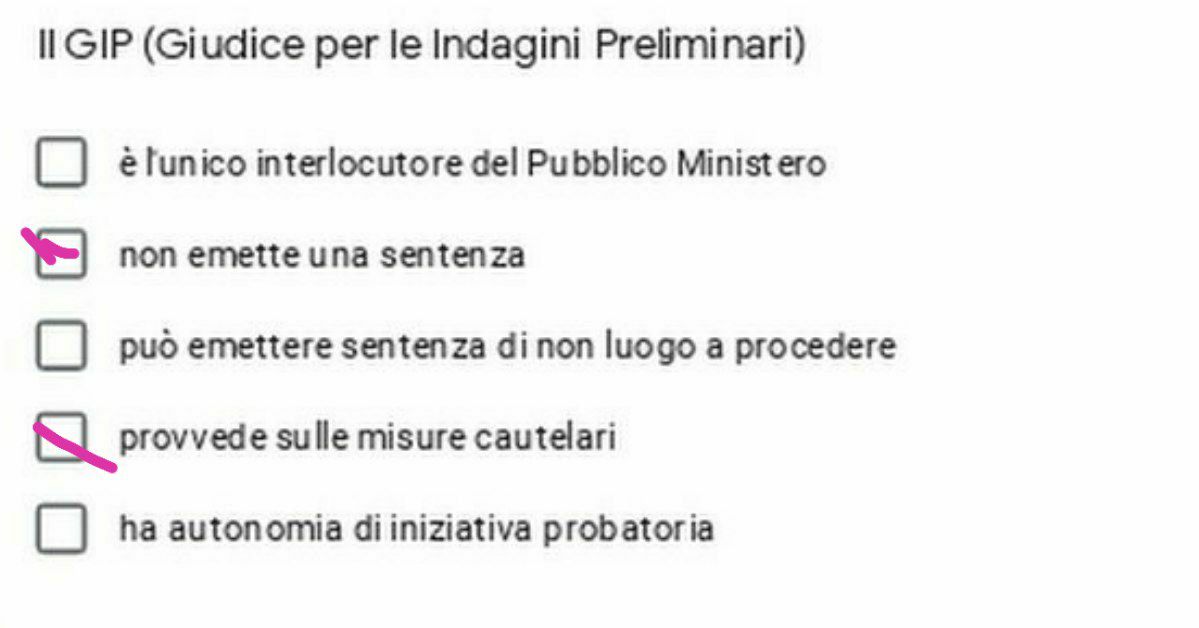 Il GIP (Giudice per le Indagini Preliminari)
è l'unico interlocutore del Pubblico Ministero
non emette una sentenza
può emettere sentenza di non luogo a procedere
provvede sulle misure cautelari
ha autonomia di iniziativa probatoria